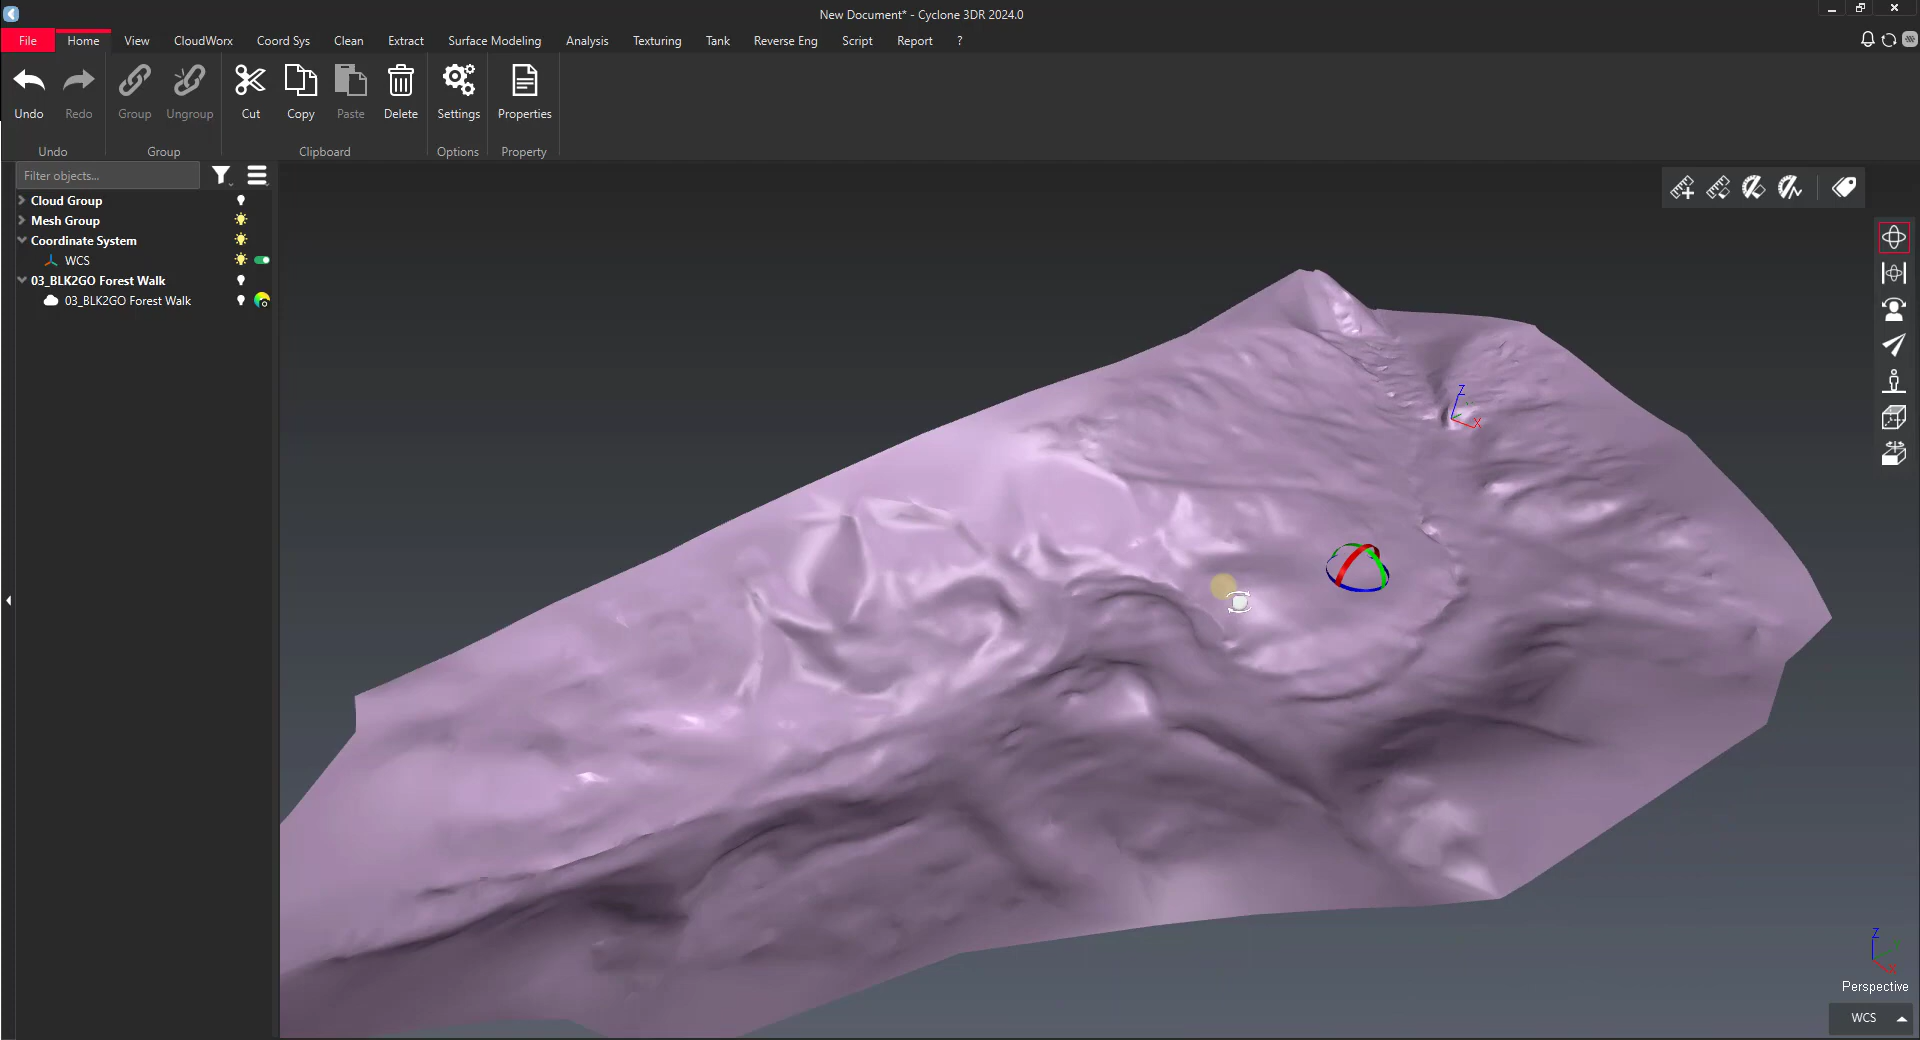 New Document* - Cyclone 3DR 2024.0
File Home View CloudWorx Coord Sys Clean Extract Surface Modeling Analysis Texturing Tank Reverse Eng Script Report ?
Undo Redo Group Ungroup Cut Copy Paste Delete Settings Properties
Undo Group Clipboard Options Property
Filter objects...
Cloud Group
Mesh Group
Coordinate System
WCS
03_BLK2GO Forest Walk
03_BLK2GO Forest Walk
Z
X
Z
X
Perspective
WCS